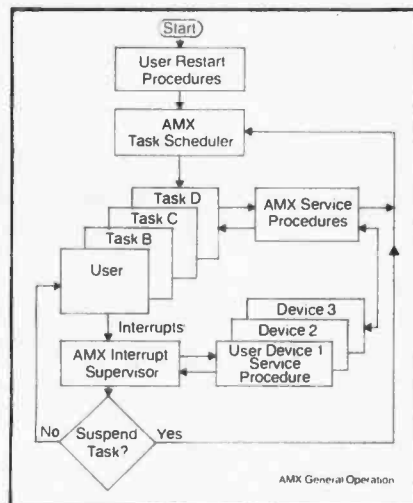 Start
User Restart
Procedures
AMX
Task Scheduler
Task D
Task C
Task B
User
AMX Service
Procedures
Interrupts
Device 3
Device 2
User Device 1
Service
Procedure
AMX Interrupt
Supervisor
No
Suspend
Task?
Yes
AMX General Operation